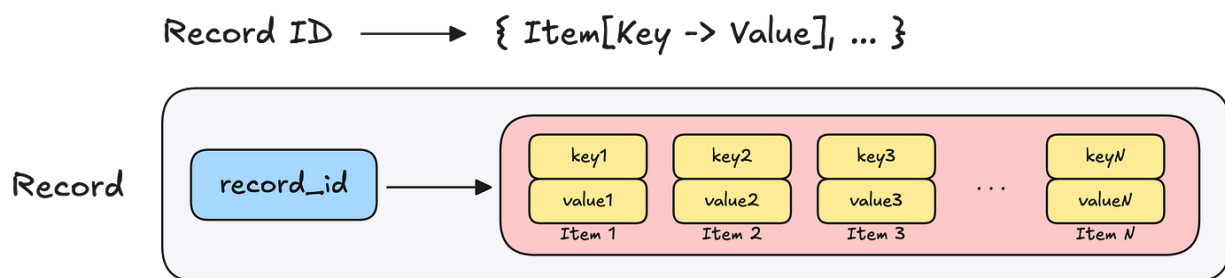 Record ID → { Item[Key -> Value], ... }
Record
record_id
key1 key2 key3 ... keyN
value1 value2 value3 valueN
Item 1 Item 2 Item 3 Item N